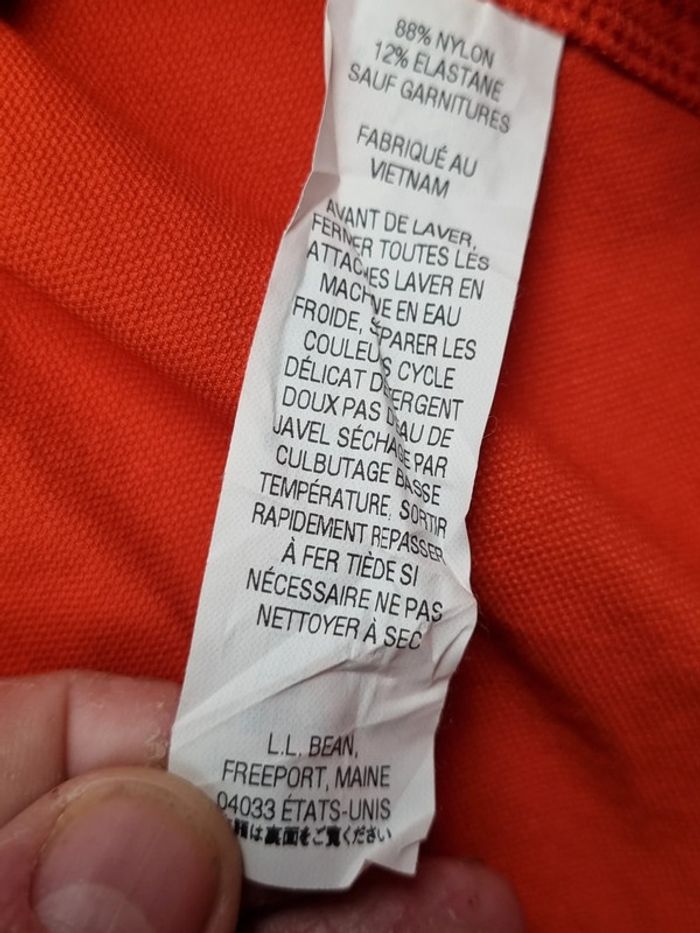 88% NYLON
12% ELASTANE
SAUF GARNITURES
FABRIQUÉ AU
VIETNAM
AVANT DE LAVER,
FERMER TOUTES LES
ATTACHES LAVER EN
MACHINE EN EAU
FROIDE, SÉPARER LES
COULEURS CYCLE
DÉLICAT DÉTERGENT
DOUX PAS D'EAU DE
JAVEL SÉCHAGE PAR
CULBUTAGE BASSE
TEMPÉRATURE, SORTIR
RAPIDEMENT REPASSER
À FER TIÈDE SI
NÉCESSAIRE NE PAS
NETTOYER À SEC
L.L. BEAN,
FREEPORT, MAINE
04033 ÉTATS-UNIS
は裏面をご覧ください